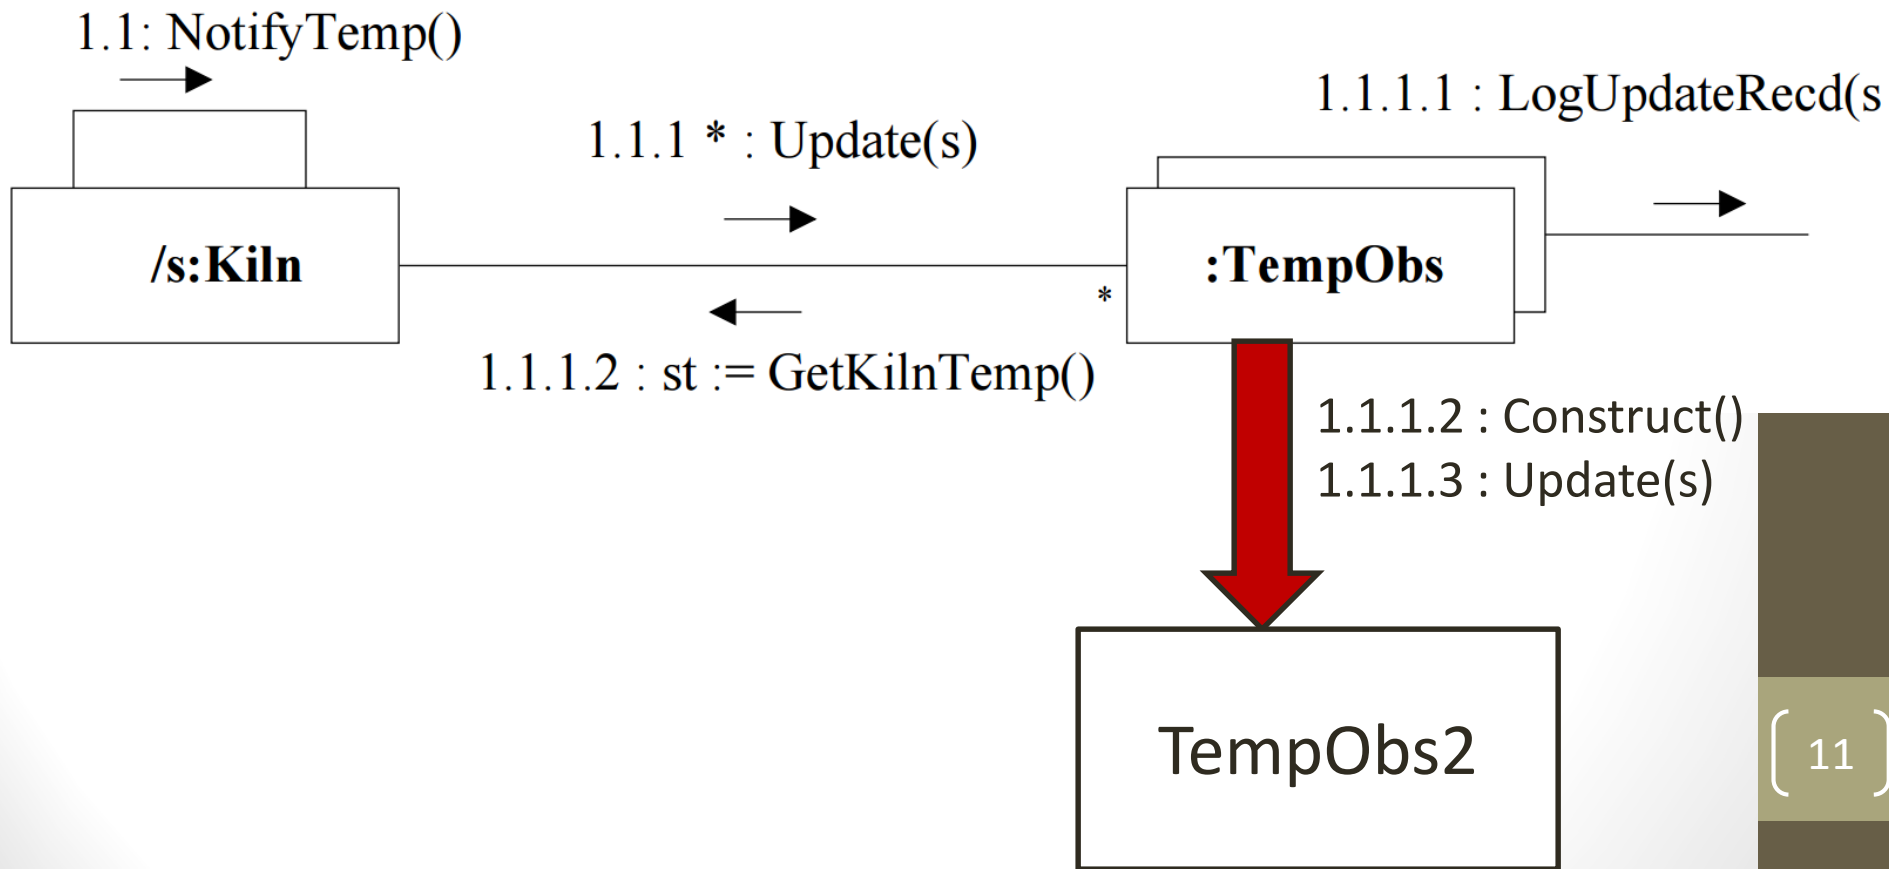 1.1: NotifyTemp()
1.1.1.1 : LogUpdateRecd(s
1.1.1 * : Update(s)
/s:Kiln
:TempObs
*
1.1.1.2 : st := GetKilnTemp()
1.1.1.2 : Construct()
1.1.1.3 : Update(s)
TempObs2
11